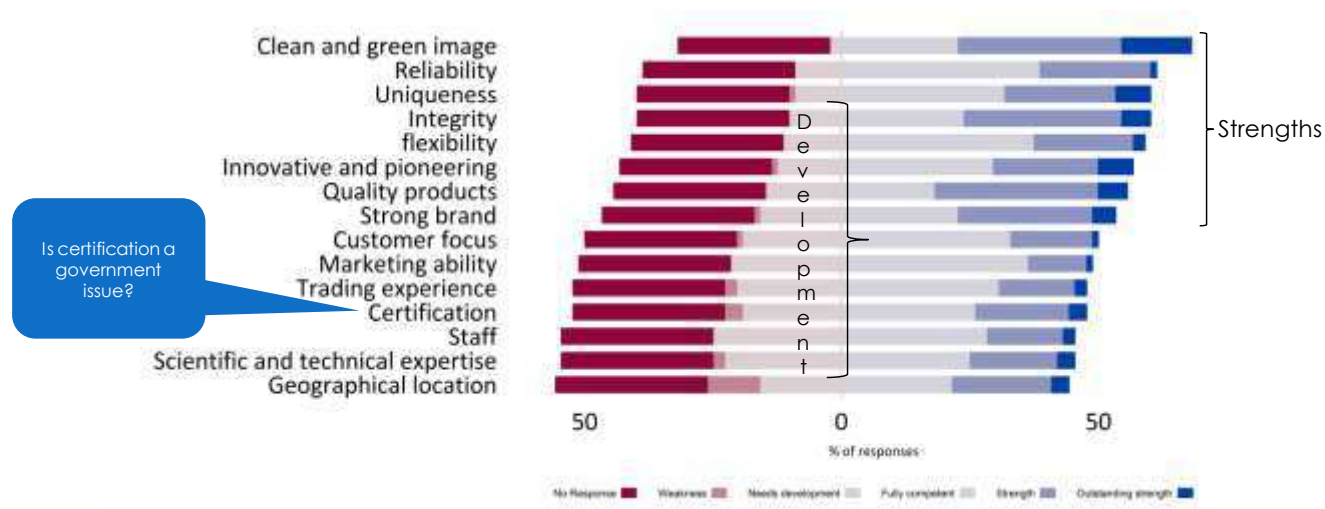 Clean and green image
Reliability
Uniqueness
Integrity
flexibility
Innovative and pioneering
Quality products
Strong brand
Customer focus
Marketing ability
Trading experience
Certification
Staff
Scientific and technical expertise
Geographical location
Is certification a
government
issue?
Development
Strengths
50 0 50
% of responses
No Response Weakness Needs development Fully competent Strength Outstanding strength